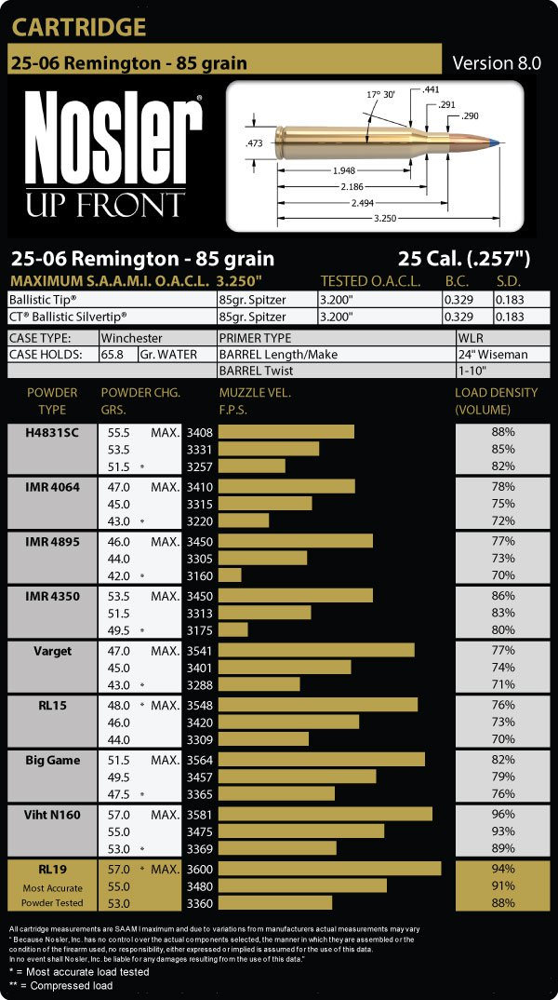 CARTRIDGE
25-06 Remington - 85 grain Version 8.0
Nosler®
UP FRONT
17° 30'
.441
.291
.290
.473
1.948
2.186
2.494
3.250
25-06 Remington - 85 grain 25 Cal. (.257")
MAXIMUM S.A.A.M.I. O.A.C.L. 3.250" TESTED O.A.C.L. B.C. S.D.
Ballistic Tip® 85gr. Spitzer 3.200" 0.329 0.183
CT® Ballistic Silvertip® 85gr. Spitzer 3.200" 0.329 0.183
CASE TYPE: Winchester PRIMER TYPE WLR
CASE HOLDS: 65.8 Gr. WATER BARREL Length/Make 24" Wiseman
BARREL Twist 1-10"
POWDER POWDER CHG. MUZZLE VEL. LOAD DENSITY
TYPE GRS. F.P.S. (VOLUME)
H4831SC 55.5 MAX. 3408 88%
53.5 3331 85%
51.5 * 3257 82%
IMR 4064 47.0 MAX. 3410 78%
45.0 3315 75%
43.0 * 3220 72%
IMR 4895 46.0 MAX. 3450 77%
44.0 3305 73%
42.0 * 3160 70%
IMR 4350 53.5 MAX. 3450 86%
51.5 3313 83%
49.5 * 3175 80%
Varget 47.0 MAX. 3541 77%
45.0 3401 74%
43.0 * 3288 71%
RL15 48.0 * MAX. 3548 76%
46.0 3420 73%
44.0 3309 70%
Big Game 51.5 MAX. 3564 82%
49.5 3457 79%
47.5 * 3365 76%
Viht N160 57.0 MAX. 3581 96%
55.0 3475 93%
53.0 * 3369 89%
RL19 57.0 * MAX. 3600 94%
Most Accurate 55.0 3480 91%
Powder Tested 53.0 3360 88%
All cartridge measurements are SAAMI maximum and due to variations from manufacturers actual measurements may vary
" Because Nosler, Inc. has no control over the actual components selected, the manner in which they are assembled or the
condition of the firearm used, no responsibility, either expressed or implied is assumed for the use of this data.
In no event shall Nosler, Inc. be liable for any damages resulting from the use of this data."
* = Most accurate load tested
** = Compressed load